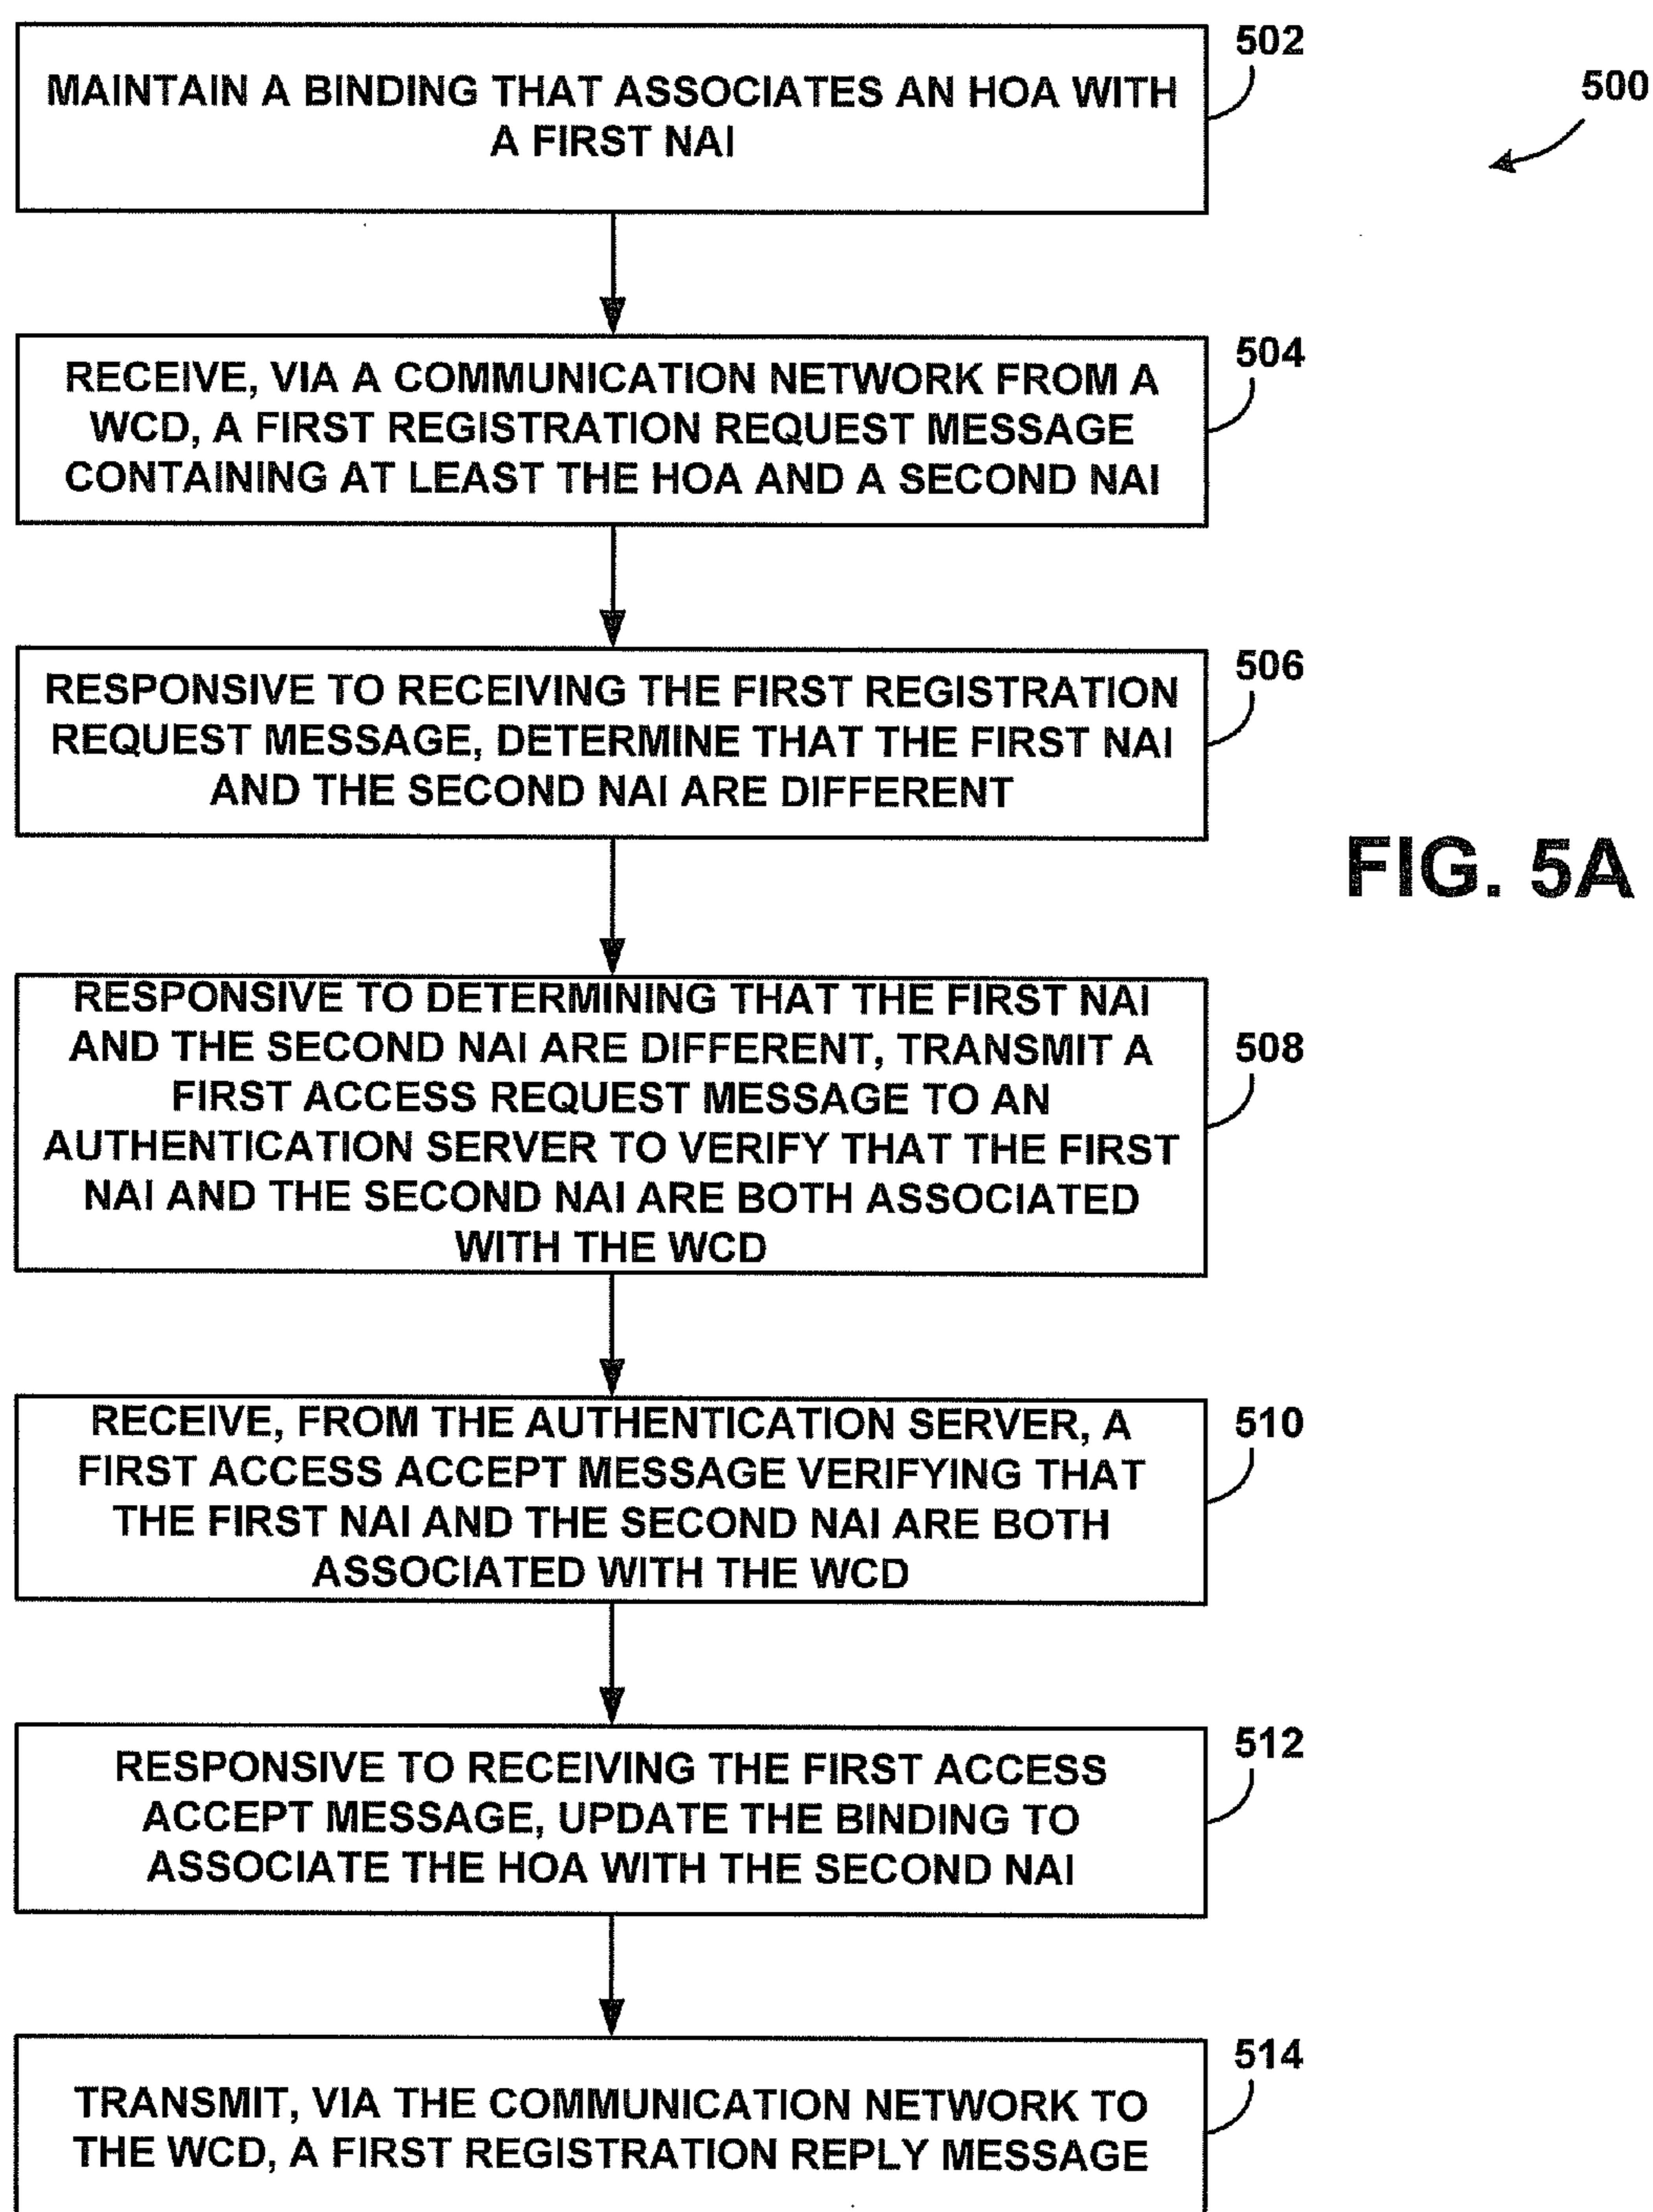 502
MAINTAIN A BINDING THAT ASSOCIATES AN HOA WITH
A FIRST NAI
500
504
RECEIVE, VIA A COMMUNICATION NETWORK FROM A
WCD, A FIRST REGISTRATION REQUEST MESSAGE
CONTAINING AT LEAST THE HOA AND A SECOND NAI
506
RESPONSIVE TO RECEIVING THE FIRST REGISTRATION
REQUEST MESSAGE, DETERMINE THAT THE FIRST NAI
AND THE SECOND NAI ARE DIFFERENT
FIG. 5A
508
RESPONSIVE TO DETERMINING THAT THE FIRST NAI
AND THE SECOND NAI ARE DIFFERENT, TRANSMIT A
FIRST ACCESS REQUEST MESSAGE TO AN
AUTHENTICATION SERVER TO VERIFY THAT THE FIRST
NAI AND THE SECOND NAI ARE BOTH ASSOCIATED
WITH THE WCD
510
RECEIVE, FROM THE AUTHENTICATION SERVER, A
FIRST ACCESS ACCEPT MESSAGE VERIFYING THAT
THE FIRST NAI AND THE SECOND NAI ARE BOTH
ASSOCIATED WITH THE WCD
512
RESPONSIVE TO RECEIVING THE FIRST ACCESS
ACCEPT MESSAGE, UPDATE THE BINDING TO
ASSOCIATE THE HOA WITH THE SECOND NAI
514
TRANSMIT, VIA THE COMMUNICATION NETWORK TO
THE WCD, A FIRST REGISTRATION REPLY MESSAGE